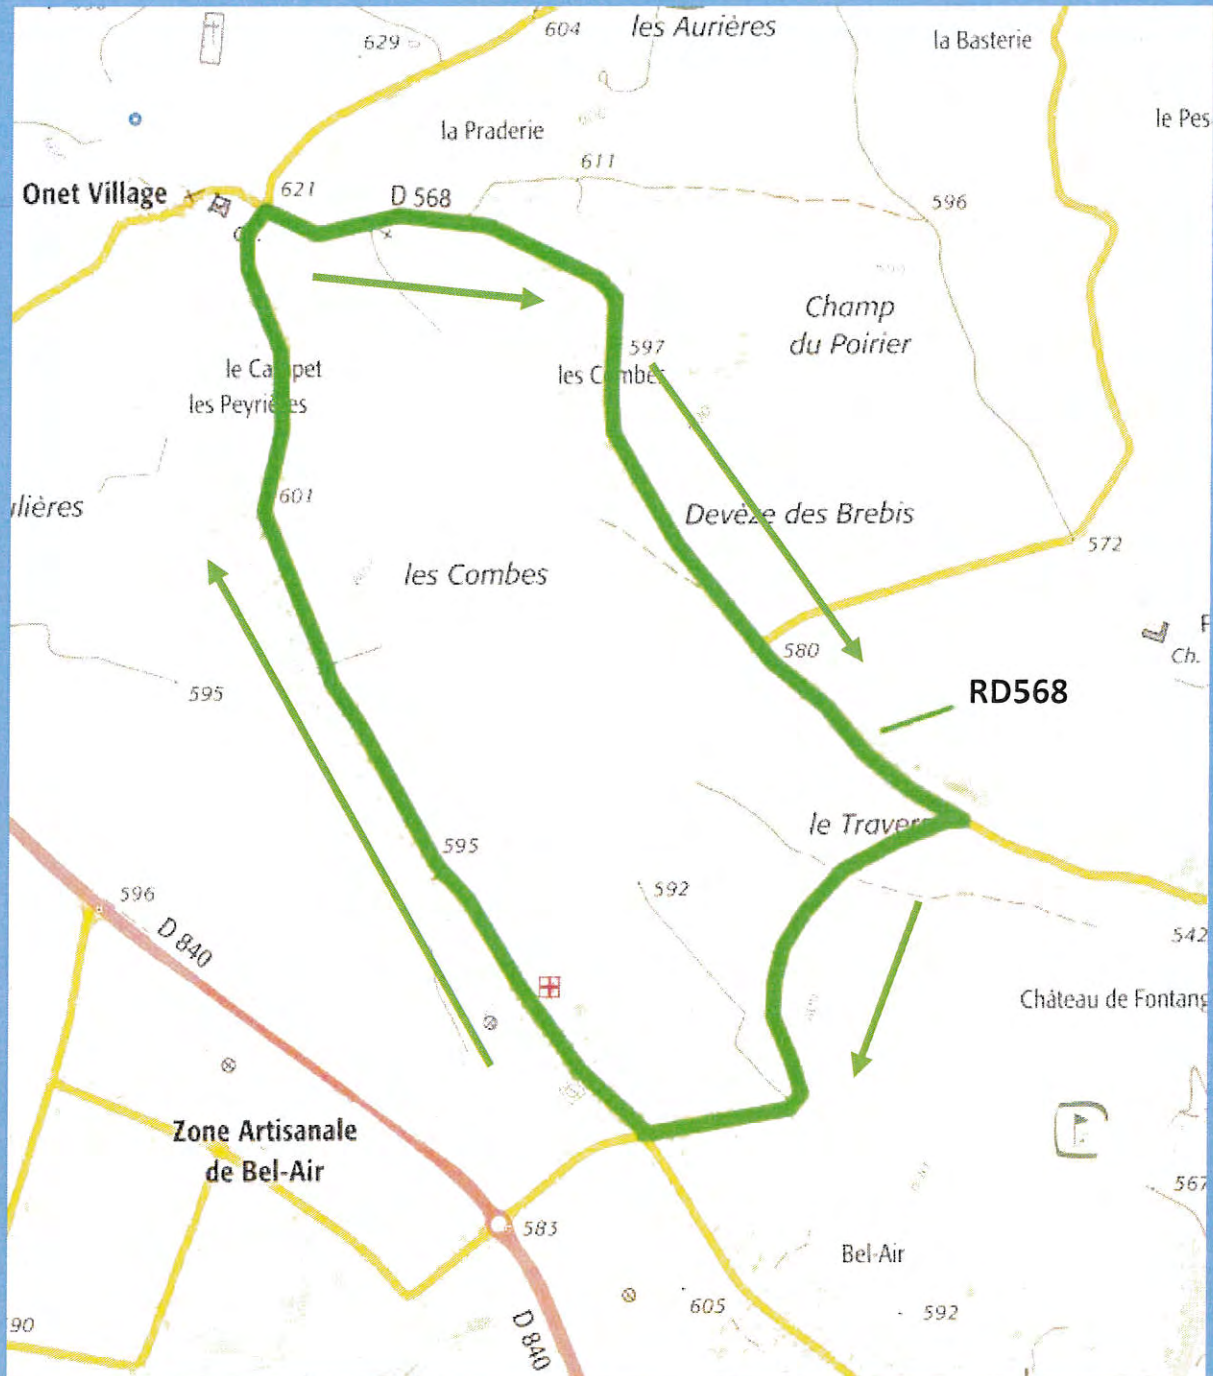 604
les Aurières
629
la Basterie
la Praderie
le Pes
611
Onet Village
621
D 568
596
Champ
du Poirier
597
les Combes
le Carpet
les Peyrières
601
Devèze des Brebis
ulières
572
les Combes
580
Ch.
RD568
595
le Travers
595
592
596
D 840
542
Château de Fontang
Zone Artisanale
de Bel-Air
567
583
Bel-Air
605
592
90
D 840